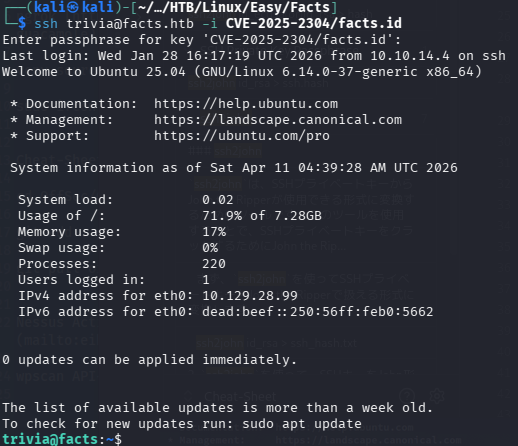 ┌──(kali㉿kali)-[~/…/HTB/Linux/Easy/Facts]
└─$ ssh trivia@facts.htb -i CVE-2025-2304/facts.id
Enter passphrase for key 'CVE-2025-2304/facts.id':
Last login: Wed Jan 28 16:17:19 UTC 2026 from 10.10.14.4 on ssh
Welcome to Ubuntu 25.04 (GNU/Linux 6.14.0-37-generic x86_64)
* Documentation:  https://help.ubuntu.com
* Management:     https://landscape.canonical.com
* Support:        https://ubuntu.com/pro
System information as of Sat Apr 11 04:39:28 AM UTC 2026
System load:           0.02
Usage of /:            71.9% of 7.28GB
Memory usage:          17%
Swap usage:            0%
Processes:             220
Users logged in:       1
IPv4 address for eth0: 10.129.28.99
IPv6 address for eth0: dead:beef::250:56ff:feb0:5662
0 updates can be applied immediately.
The list of available updates is more than a week old.
To check for new updates run: sudo apt update
trivia@facts:~$